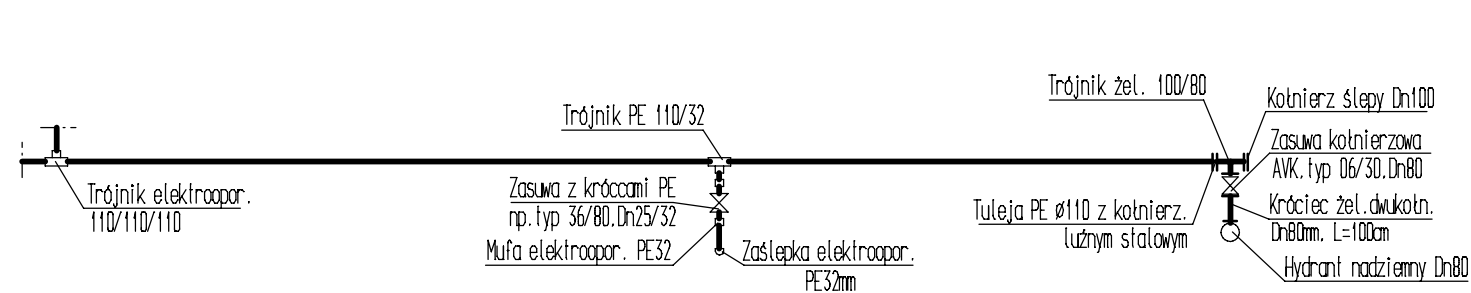 Trójnik elektroopor.
110/110/110
Trójnik PE 110/32
Zasuwa z króccami PE
np. typ 36/80,Dn25/32
Mufa elektroopor. PE32
Zaślepka elektroopor.
PE32mm
Trójnik żel. 100/80
Tuleja PE ø110 z kołnierz.
luźnym stalowym
Kołnierz ślepy Dn100
Zasuwa kołnierzowa
AVK, typ 06/30,Dn80
Króciec żel.dwukołn.
Dn80mm, L=100cm
Hydrant nadziemny Dn80